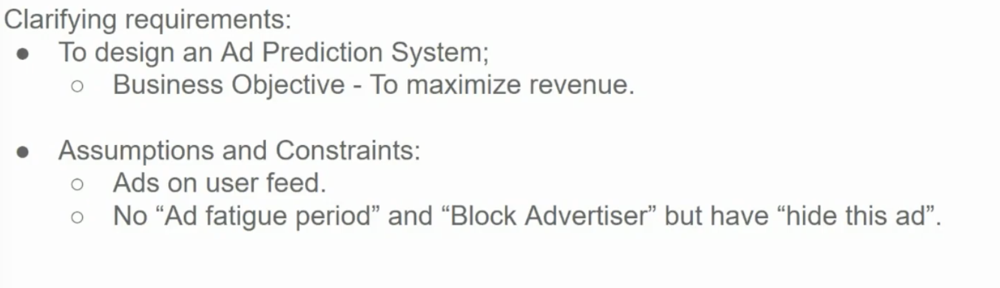 Clarifying requirements:
● To design an Ad Prediction System;
○ Business Objective - To maximize revenue.
● Assumptions and Constraints:
○ Ads on user feed.
○ No “Ad fatigue period” and “Block Advertiser” but have “hide this ad”.